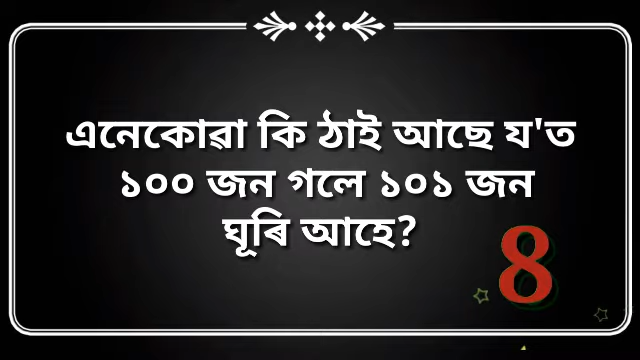 এনেকোৱা কি ঠাই আছে য'ত
১০০ জন গলে ১০১ জন
ঘূৰি আহে?
8